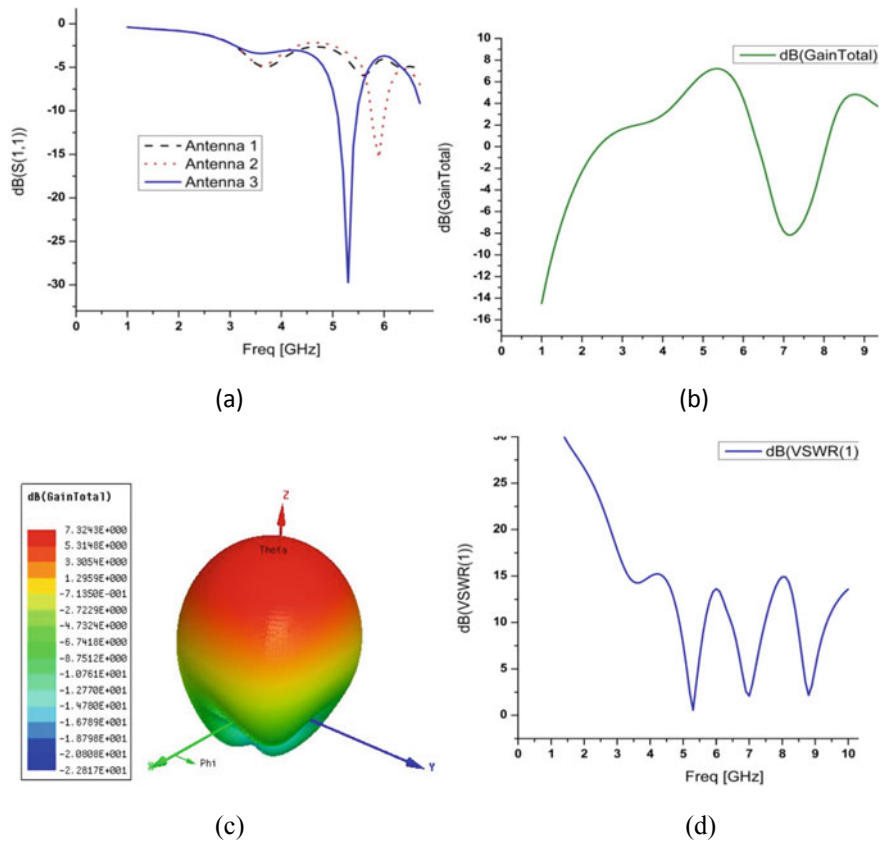 0
-5
-10
-15
-20
-25
-30
dB(S(1,1))
Antenna 1
Antenna 2
Antenna 3
0 1 2 3 4 5 6
Freq [GHz]
(a)
10
8
6
4
2
0
-2
-4
-6
-8
-10
-12
-14
-16
dB(GainTotal)
dB(GainTotal)
0 1 2 3 4 5 6 7 8 9
Freq [GHz]
(b)
dB(GainTotal)
7.3243E+000
5.3148E+000
3.3054E+000
1.2959E+000
-7.1350E-001
-2.7229E+000
-4.7324E+000
-6.7418E+000
-8.7512E+000
-1.0761E+001
-1.2770E+001
-1.4780E+001
-1.6789E+001
-1.8798E+001
-2.0808E+001
-2.2817E+001
Z
Theta
Phi
Y
(c)
30
25
20
15
10
5
0
dB(VSWR(1))
dB(VSWR(1)
0 1 2 3 4 5 6 7 8 9 10
Freq [GHz]
(d)